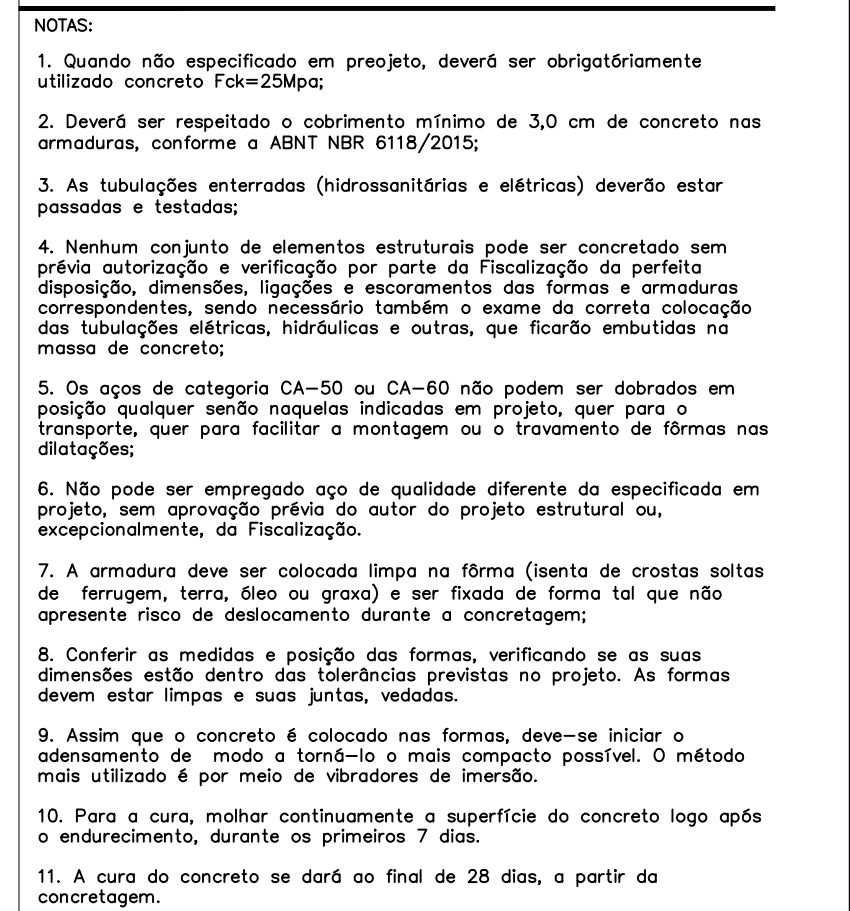 NOTAS:
1. Quando não especificado em preojeto, deverá ser obrigatóriamente
utilizado concreto Fck=25Mpa;
2. Deverá ser respeitado o cobrimento mínimo de 3,0 cm de concreto nas
armaduras, conforme a ABNT NBR 6118/2015;
3. As tubulações enterradas (hidrossanitárias e elétricas) deverão estar
passadas e testadas;
4. Nenhum conjunto de elementos estruturais pode ser concretado sem
prévia autorização e verificação por parte da Fiscalização da perfeita
disposição, dimensões, ligações e escoramentos das formas e armaduras
correspondentes, sendo necessário também o exame da correta colocação
das tubulações elétricas, hidráulicas e outras, que ficarão embutidas na
massa de concreto;
5. Os aços de categoria CA-50 ou CA-60 não podem ser dobrados em
posição qualquer senão naquelas indicadas em projeto, quer para o
transporte, quer para facilitar a montagem ou o travamento de fôrmas nas
dilatações;
6. Não pode ser empregado aço de qualidade diferente da especificada em
projeto, sem aprovação prévia do autor do projeto estrutural ou,
excepcionalmente, da Fiscalização.
7. A armadura deve ser colocada limpa na fôrma (isenta de crostas soltas
de  ferrugem, terra, óleo ou graxa) e ser fixada de forma tal que não
apresente risco de deslocamento durante a concretagem;
8. Conferir as medidas e posição das formas, verificando se as suas
dimensões estão dentro das tolerâncias previstas no projeto. As formas
devem estar limpas e suas juntas, vedadas.
9. Assim que o concreto é colocado nas formas, deve-se iniciar o
adensamento de  modo a torná-lo o mais compacto possível. O método
mais utilizado é por meio de vibradores de imersão.
10. Para a cura, molhar continuamente a superfície do concreto logo após
o endurecimento, durante os primeiros 7 dias.
11. A cura do concreto se dará ao final de 28 dias, a partir da
concretagem.